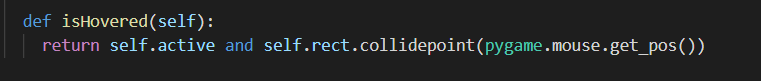 def isHovered(self):
return self.active and self.rect.collidepoint(pygame.mouse.get_pos())